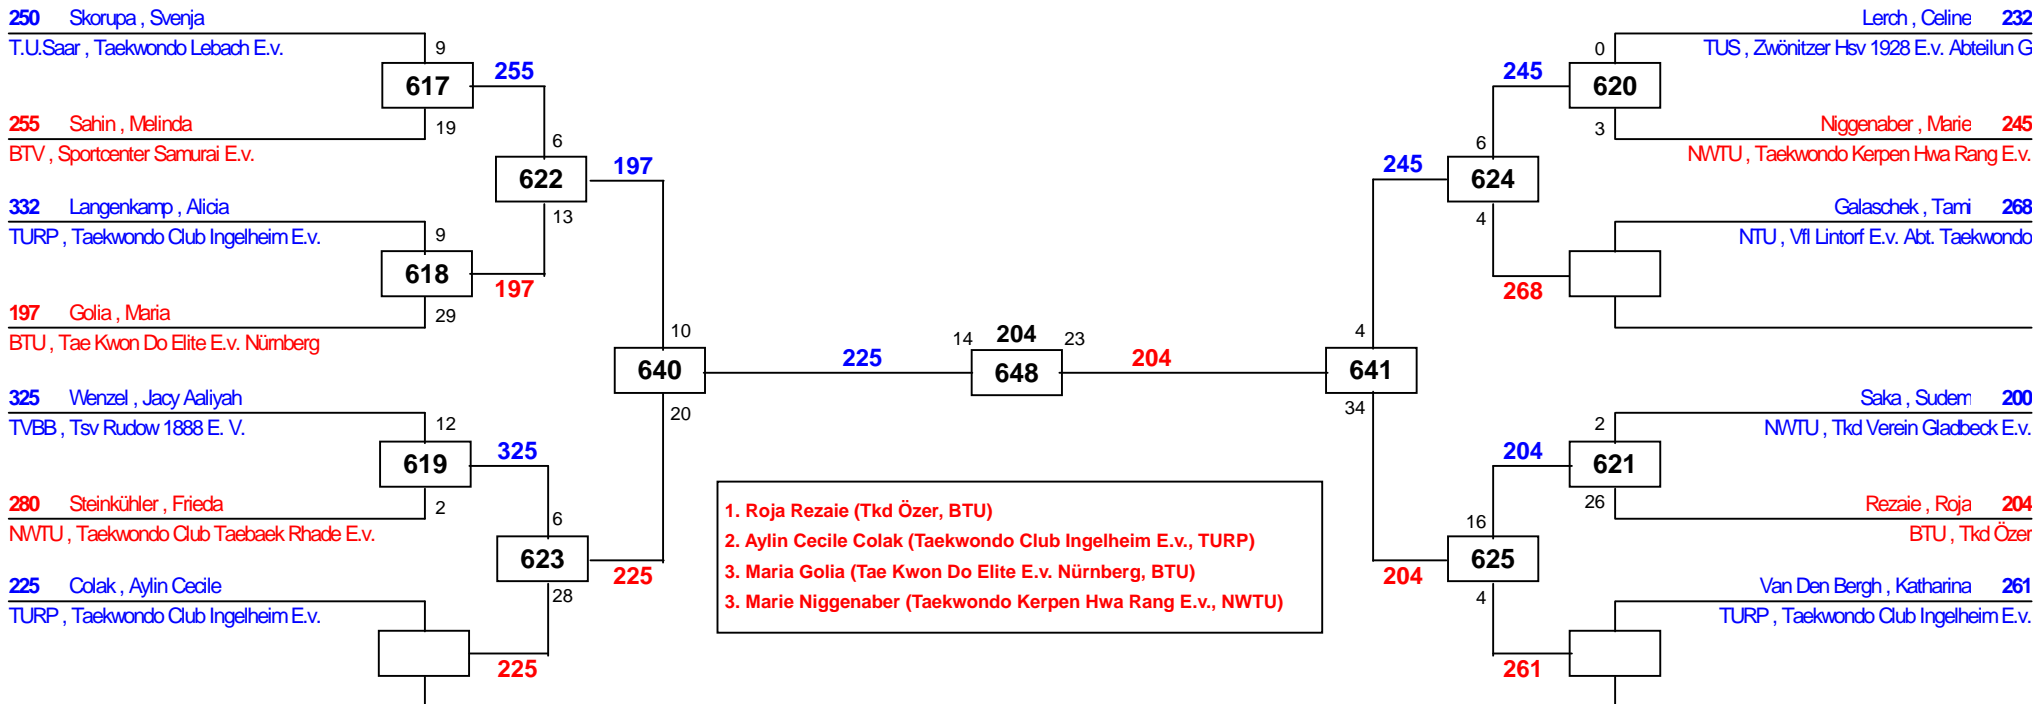 250 Skorupa , Svenja
T.U.Saar , Taekwondo Lebach E.v.
9
617
255
19
255 Sahin , Melinda
BTV , Sportcenter Samurai E.v.
6
622
197
13
332 Langenkamp , Alicia
TURP , Taekwondo Club Ingelheim E.v.
9
618
197
29
197 Golia , Maria
BTU , Tae Kwon Do Elite E.v. Nürnberg
10
640
225
20
325 Wenzel , Jacy Aaliyah
TVBB , Tsv Rudow 1888 E. V.
12
619
325
2
280 Steinkühler , Frieda
NWTU , Taekwondo Club Taebaek Rhade E.v.
6
623
225
28
225 Colak , Aylin Cecile
TURP , Taekwondo Club Ingelheim E.v.
225
14 204 23
648
204
1. Roja Rezaie (Tkd Özer, BTU)
2. Aylin Cecile Colak (Taekwondo Club Ingelheim E.v., TURP)
3. Maria Golia (Tae Kwon Do Elite E.v. Nürnberg, BTU)
3. Marie Niggenaber (Taekwondo Kerpen Hwa Rang E.v., NWTU)
Lerch , Celine 232
TUS , Zwönitzer Hsv 1928 E.v. Abteilun G
0
245
620
3
Niggenaber , Marie 245
NWTU , Taekwondo Kerpen Hwa Rang E.v.
6
245
624
4
Galaschek , Tami 268
NTU , Vfl Lintorf E.v. Abt. Taekwondo
268
4
641
34
Saka , Sudem 200
NWTU , Tkd Verein Gladbeck E.v.
2
204
621
26
Rezaie , Roja 204
BTU , Tkd Özer
16
625
204
4
Van Den Bergh , Katharina 261
TURP , Taekwondo Club Ingelheim E.v.
261